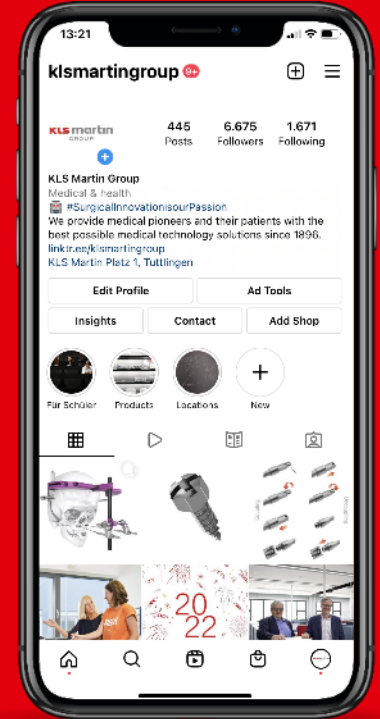 13:21
klsmartingroup 9+
KLS martin
GROUP
445 6.675 1.671
Posts Followers Following
KLS Martin Group
Medical & health
#SurgicalInnovationisourPassion
We provide medical pioneers and their patients with the
best possible medical technology solutions since 1896.
linktr.ee/klsmartingroup
KLS Martin Platz 1, Tuttlingen
Edit Profile Ad Tools
Insights Contact Add Shop
Für Schüler Products Locations New
20
22